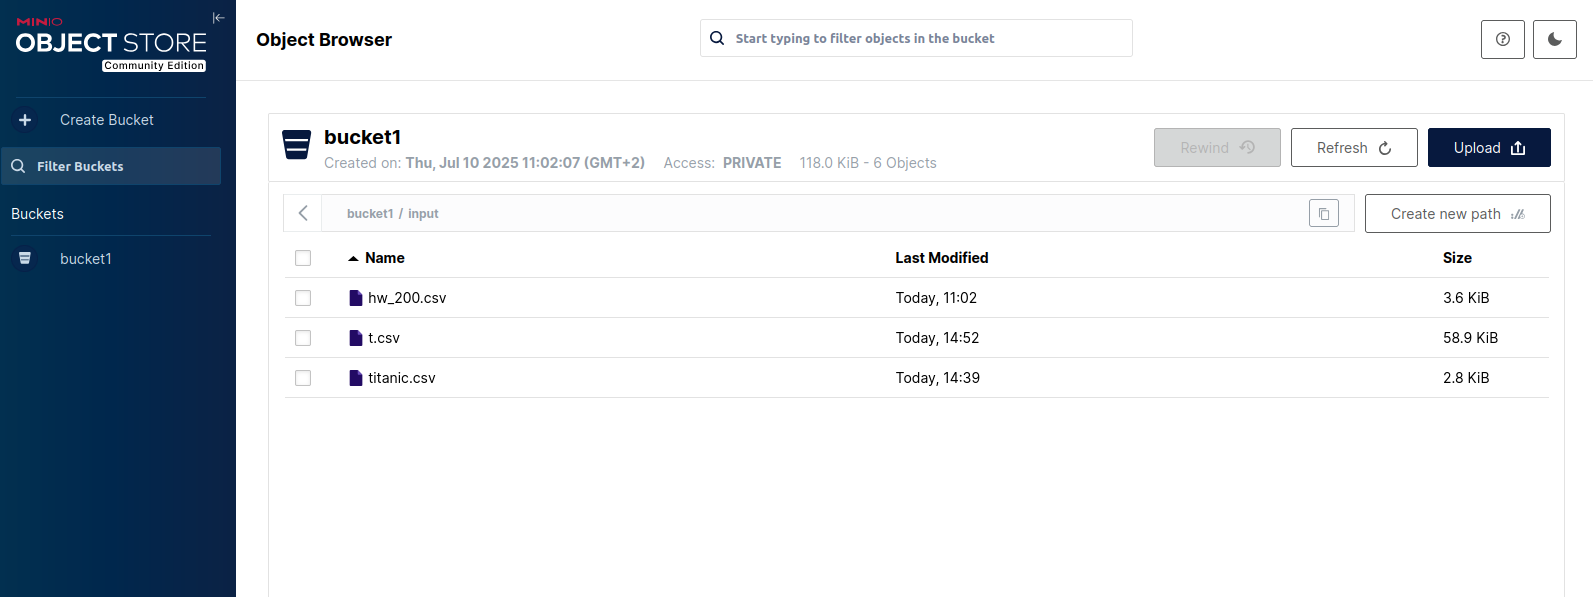 MINIO
OBJECT STORE
Community Edition
Create Bucket
Filter Buckets
Buckets
bucket1
Object Browser
Start typing to filter objects in the bucket
bucket1
Created on: Thu, Jul 10 2025 11:02:07 (GMT+2) Access: PRIVATE 118.0 KiB - 6 Objects
Rewind
Refresh
Upload
bucket1 / input
Create new path
Name Last Modified Size
hw_200.csv Today, 11:02 3.6 KiB
t.csv Today, 14:52 58.9 KiB
titanic.csv Today, 14:39 2.8 KiB